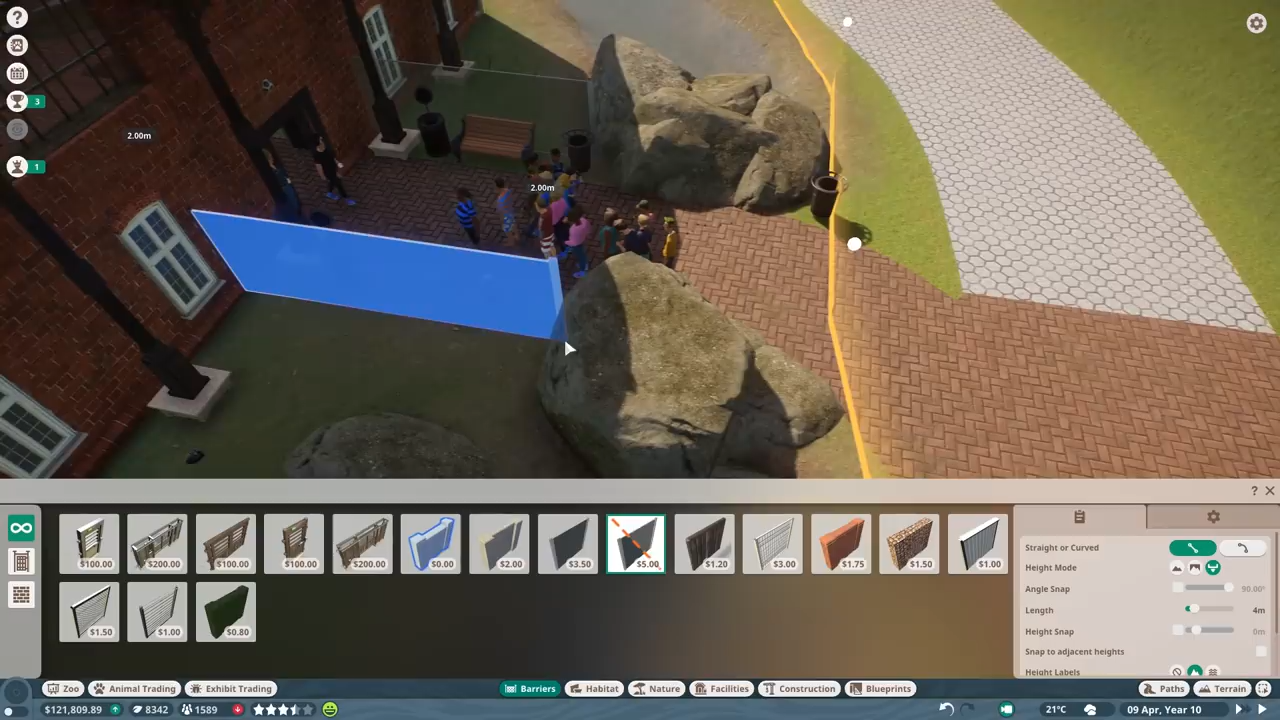 ?
3
1
2.00m
2.00m
?
$100.00
$200.00
$100.00
$100.00
$200.00
$0.00
$2.00
$3.50
$5.00
$1.20
$3.00
$1.75
$1.50
$1.00
$1.50
$1.00
$0.80
Straight or Curved
Height Mode
Angle Snap 90.00°
Length 4m
Height Snap 0m
Snap to adjacent heights
Height Labels
Zoo Animal Trading Exhibit Trading Barriers Habitat Nature Facilities Construction Blueprints Paths Terrain
$121,809.89 8342 1589 21°C 09 Apr, Year 10